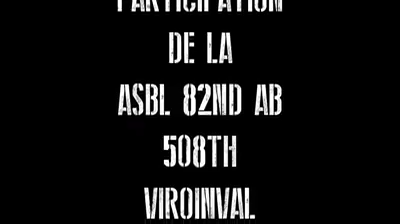 PARTICIPATION
DE LA
ASBL 82ND AB
508TH
VIROINVAL